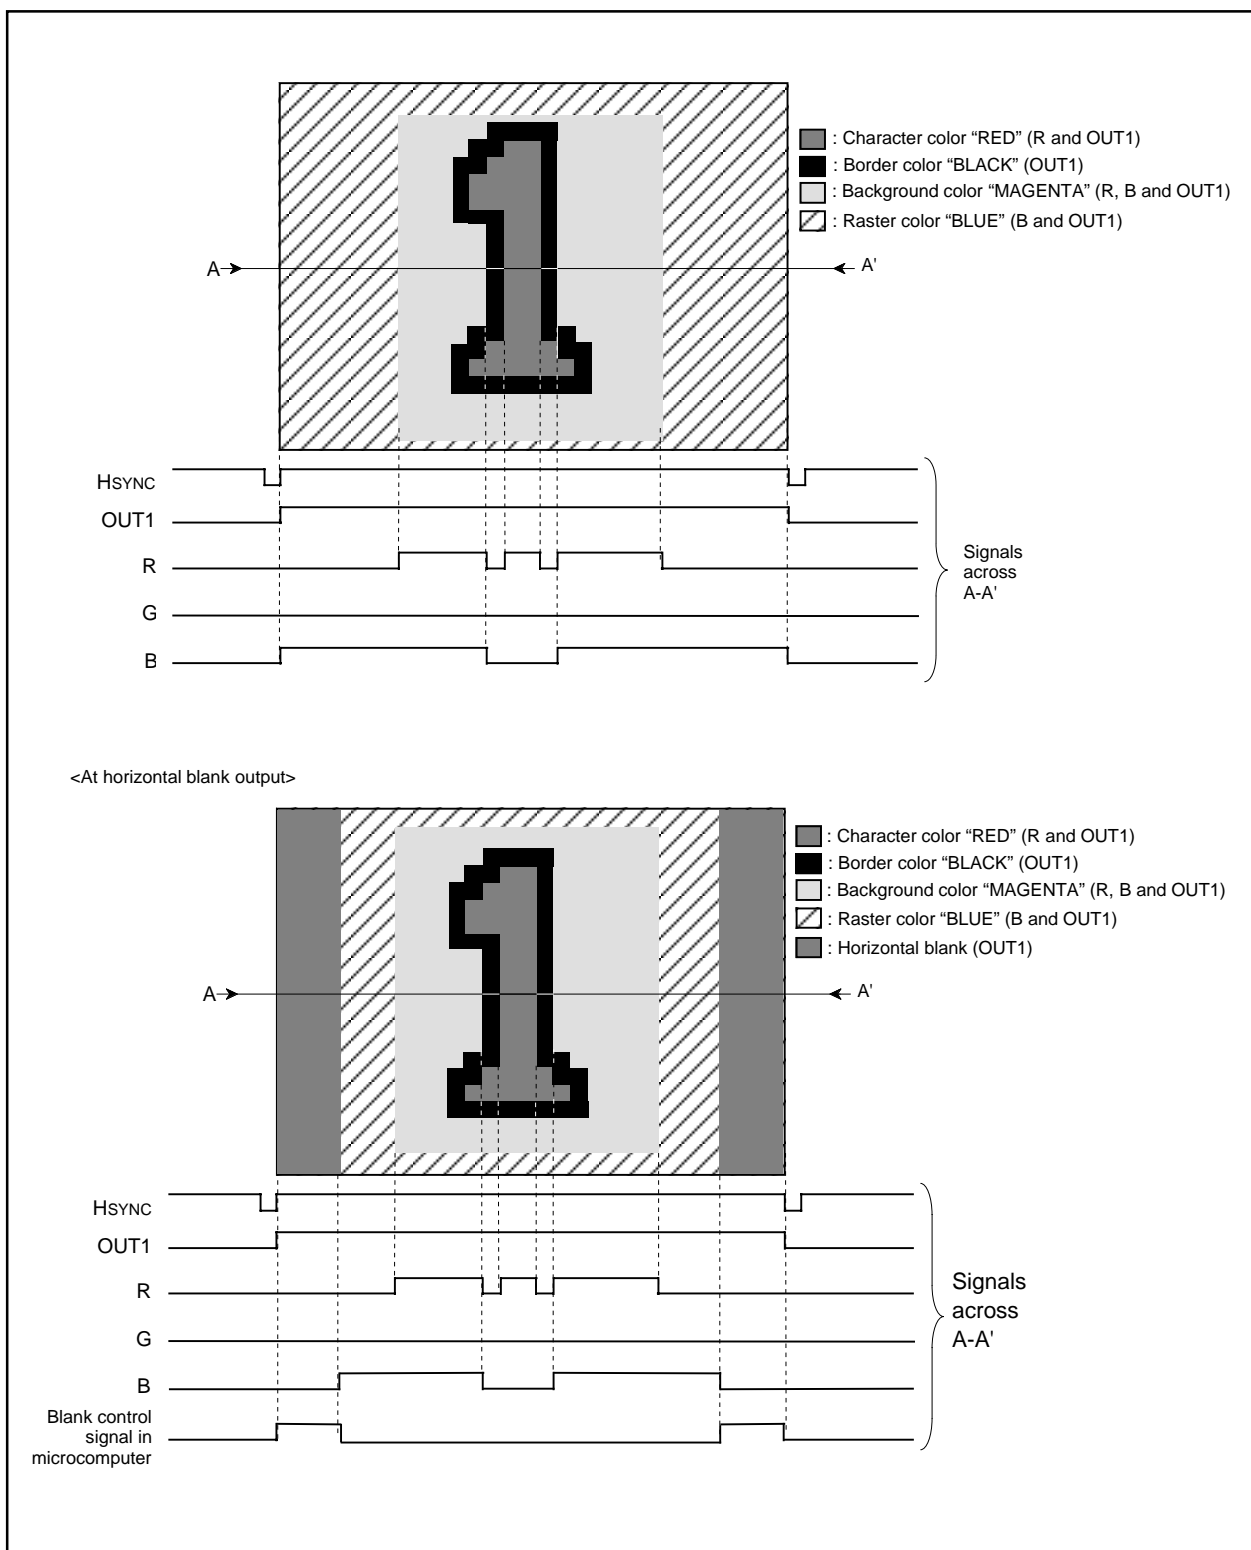 : Character color “RED” (R and OUT1)
: Border color “BLACK” (OUT1)
: Background color “MAGENTA” (R, B and OUT1)
: Raster color “BLUE” (B and OUT1)
A
A'
HSYNC
OUT1
R
G
B
Signals
across
A-A'
<At horizontal blank output>
: Character color “RED” (R and OUT1)
: Border color “BLACK” (OUT1)
: Background color “MAGENTA” (R, B and OUT1)
: Raster color “BLUE” (B and OUT1)
: Horizontal blank (OUT1)
A
A'
HSYNC
OUT1
R
G
B
Blank control
signal in
microcomputer
Signals
across
A-A'